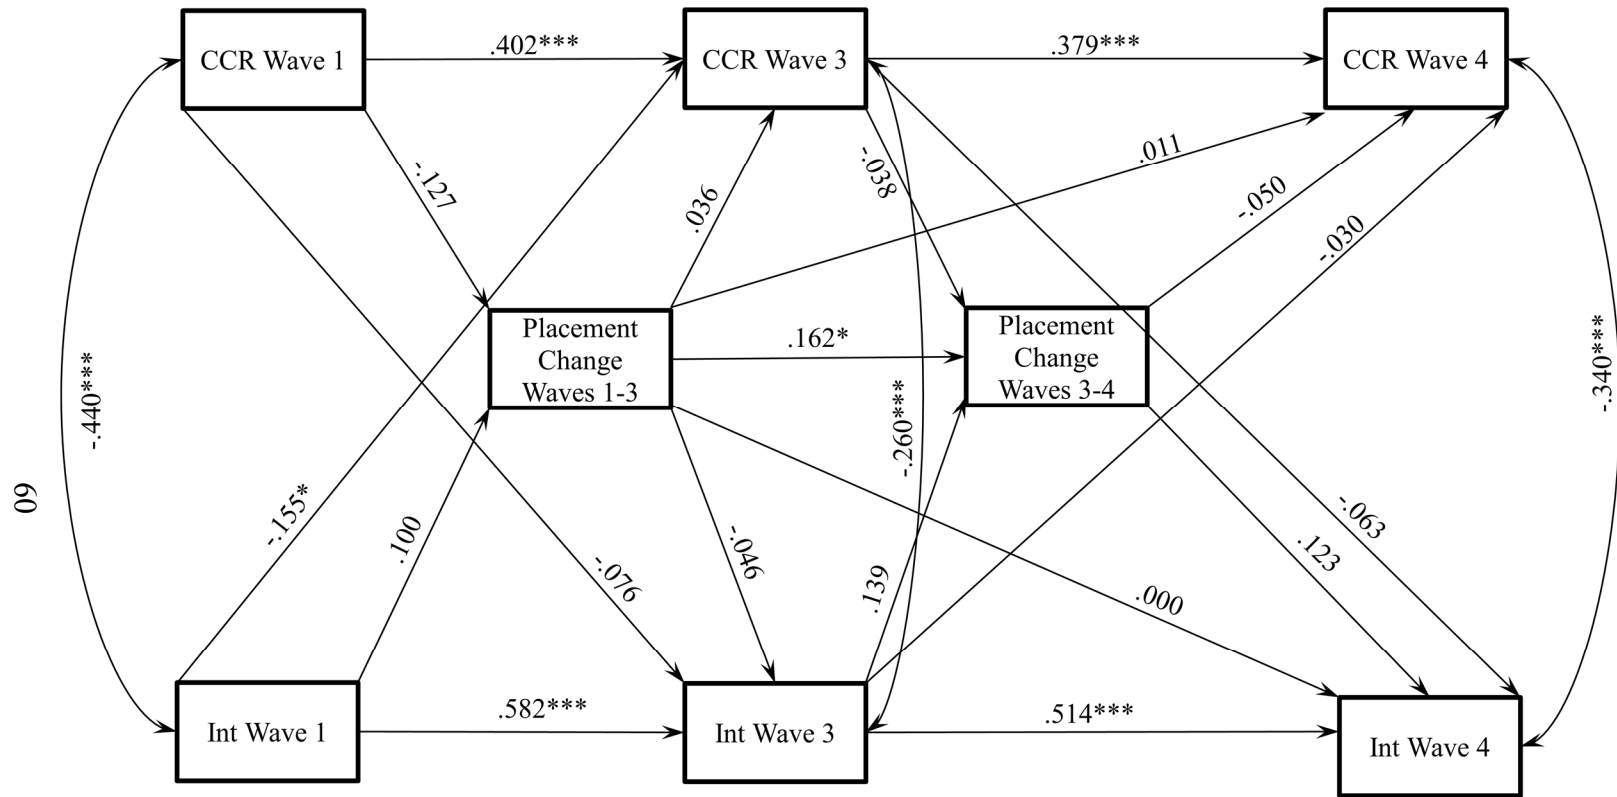 CCR Wave 1
.402***
CCR Wave 3
.379***
CCR Wave 4
-.127
.036
-.038
.011
-.050
-.030
-.440***
Placement
Change
Waves 1-3
.162*
Placement
Change
Waves 3-4
-.260***
-.340***
60
-.155*
.100
-.076
-.046
.139
.000
-.063
.123
Int Wave 1
.582***
Int Wave 3
.514***
Int Wave 4